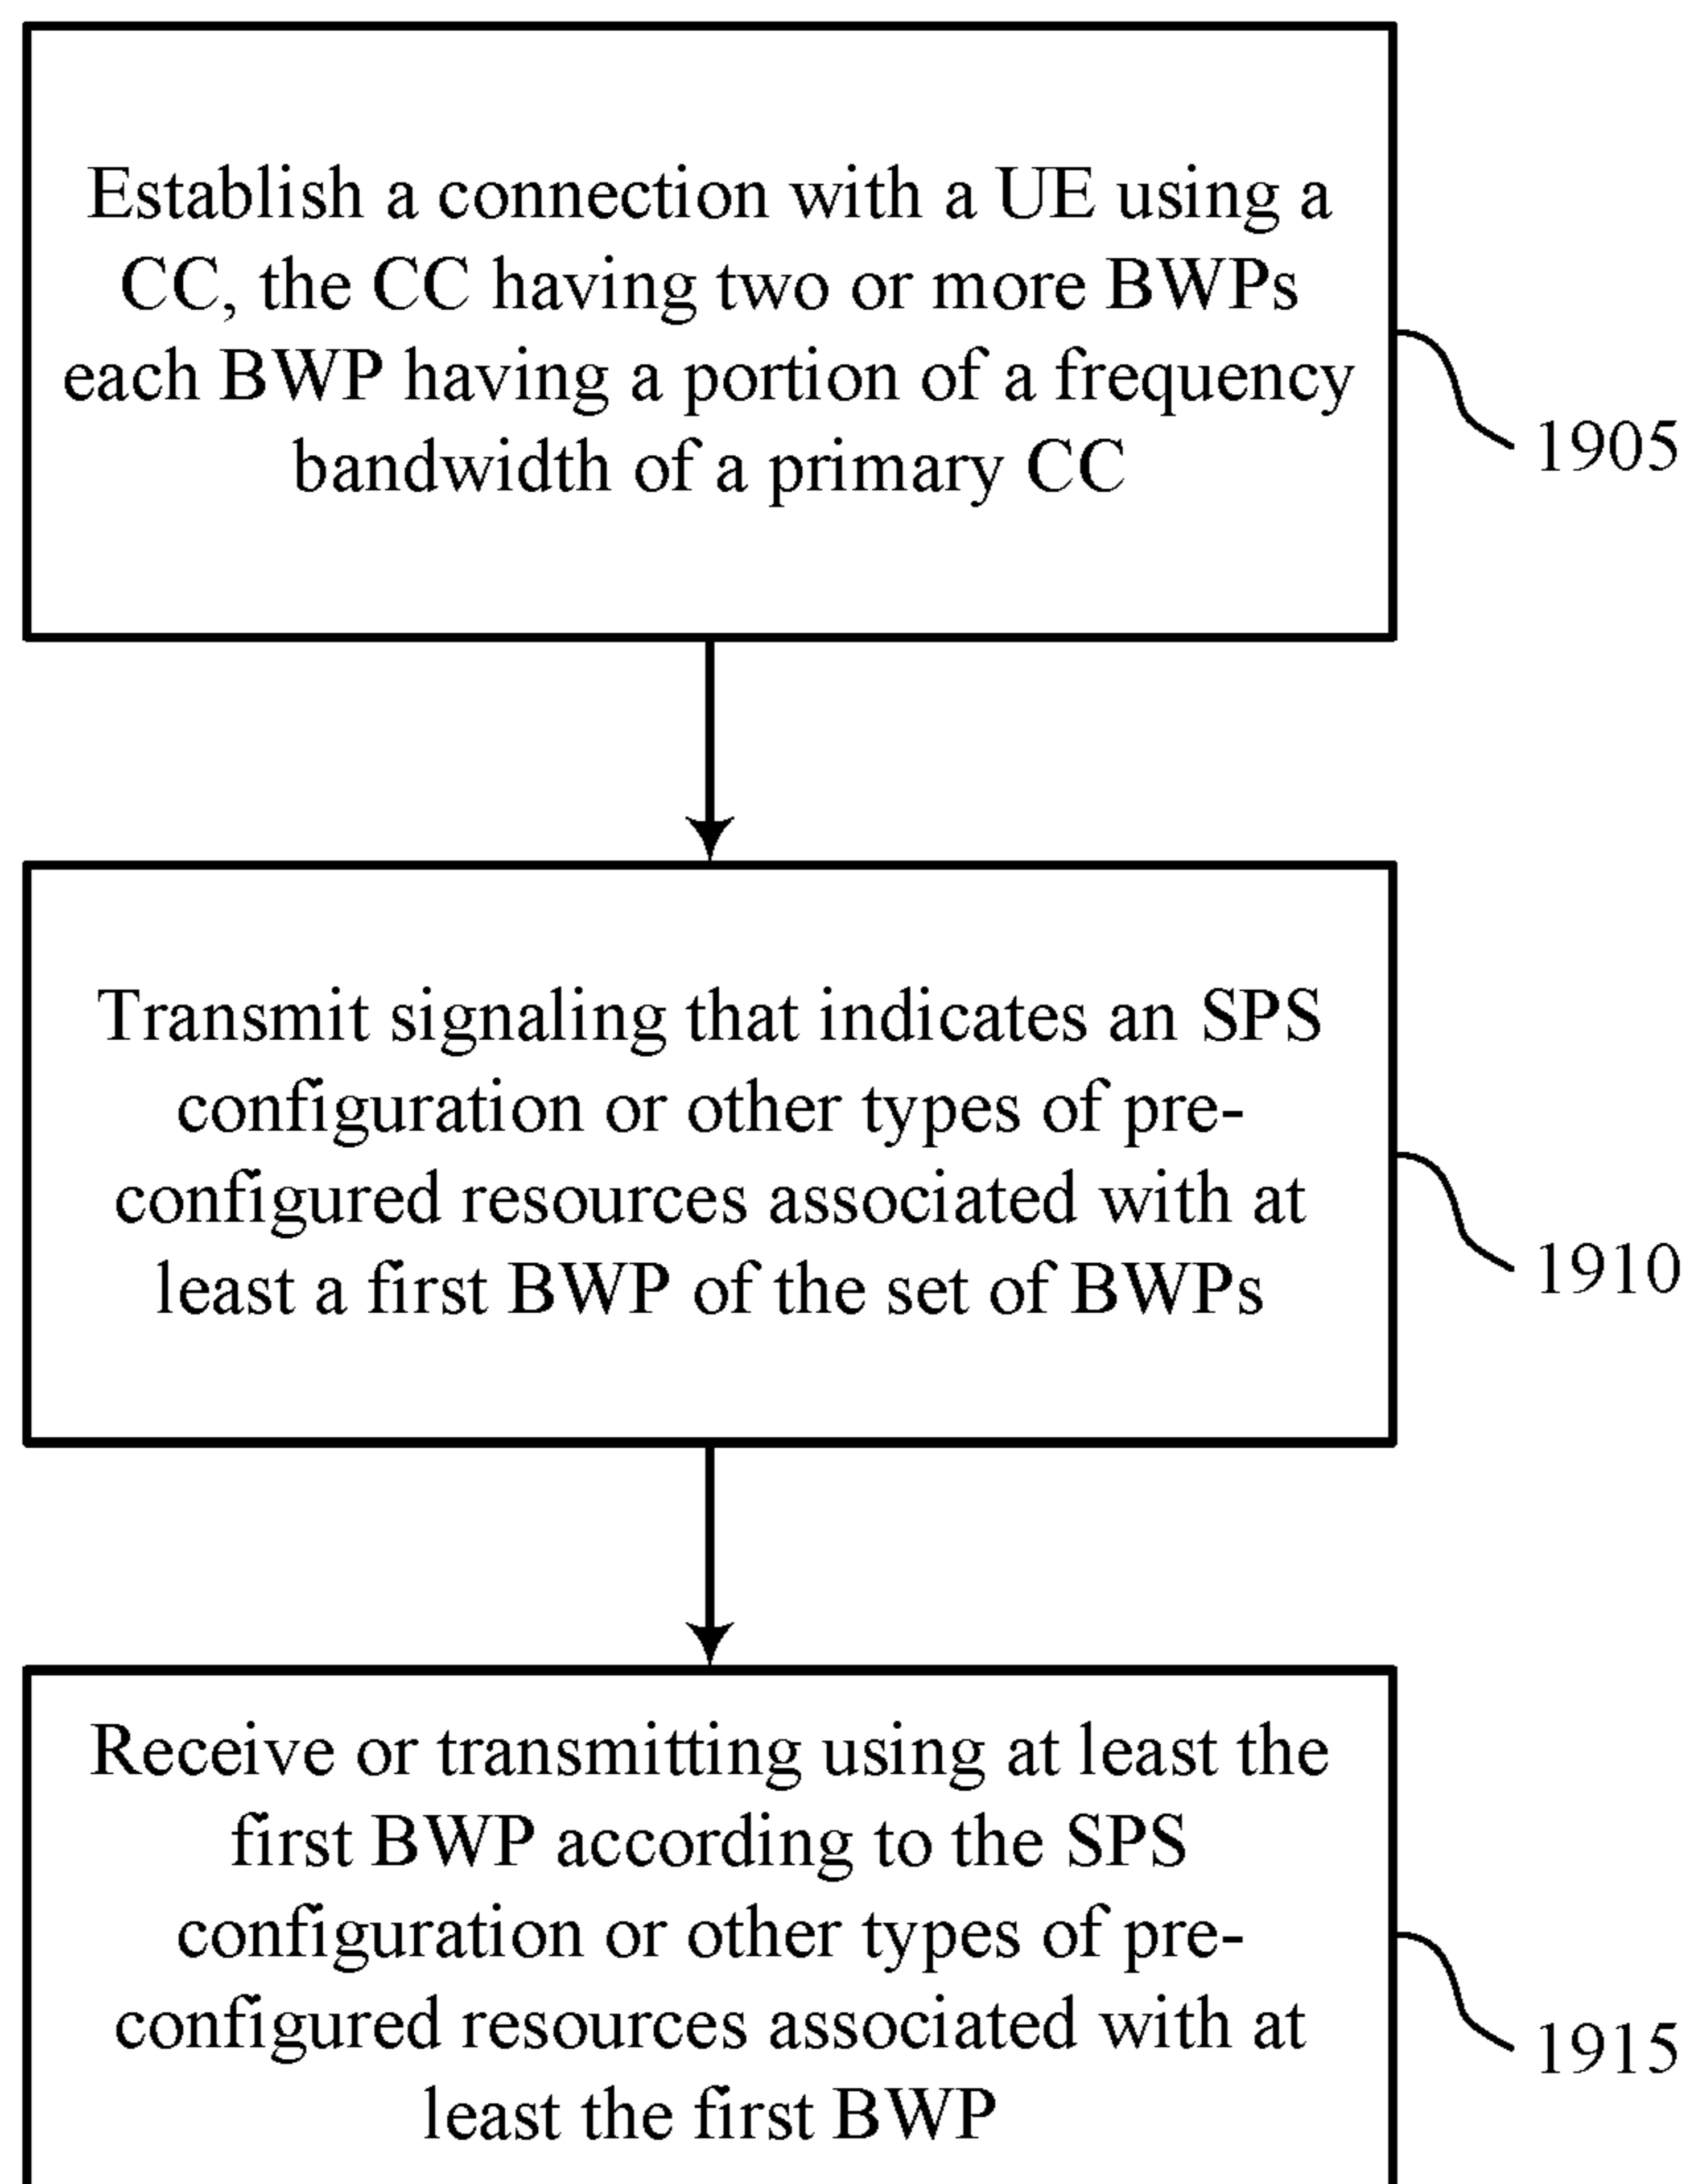 Establish a connection with a UE using a
CC, the CC having two or more BWPs
each BWP having a portion of a frequency
bandwidth of a primary CC
1905
Transmit signaling that indicates an SPS
configuration or other types of pre-
configured resources associated with at
least a first BWP of the set of BWPs
1910
Receive or transmitting using at least the
first BWP according to the SPS
configuration or other types of pre-
configured resources associated with at
least the first BWP
1915